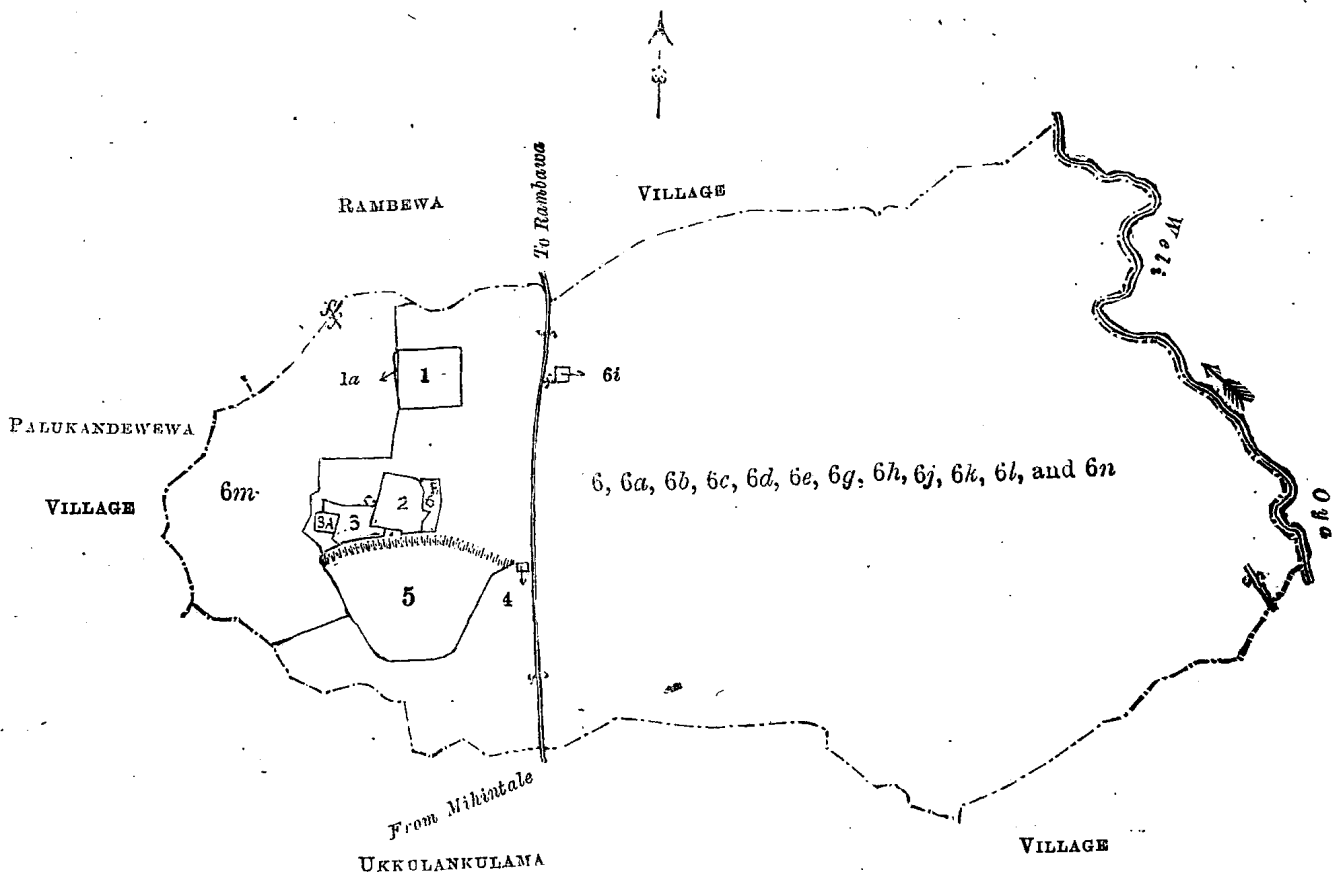 RAMBEWA
VILLAGE
To Rambawa
Weli
1a
1
6i
PALUKANDEWEWA
VILLAGE
6m
6, 6a, 6b, 6c, 6d, 6e, 6g, 6h, 6j, 6k, 6l, and 6n
2
3A
3
Oya
5
4
From Mihintale
UKKULANKULAMA
VILLAGE